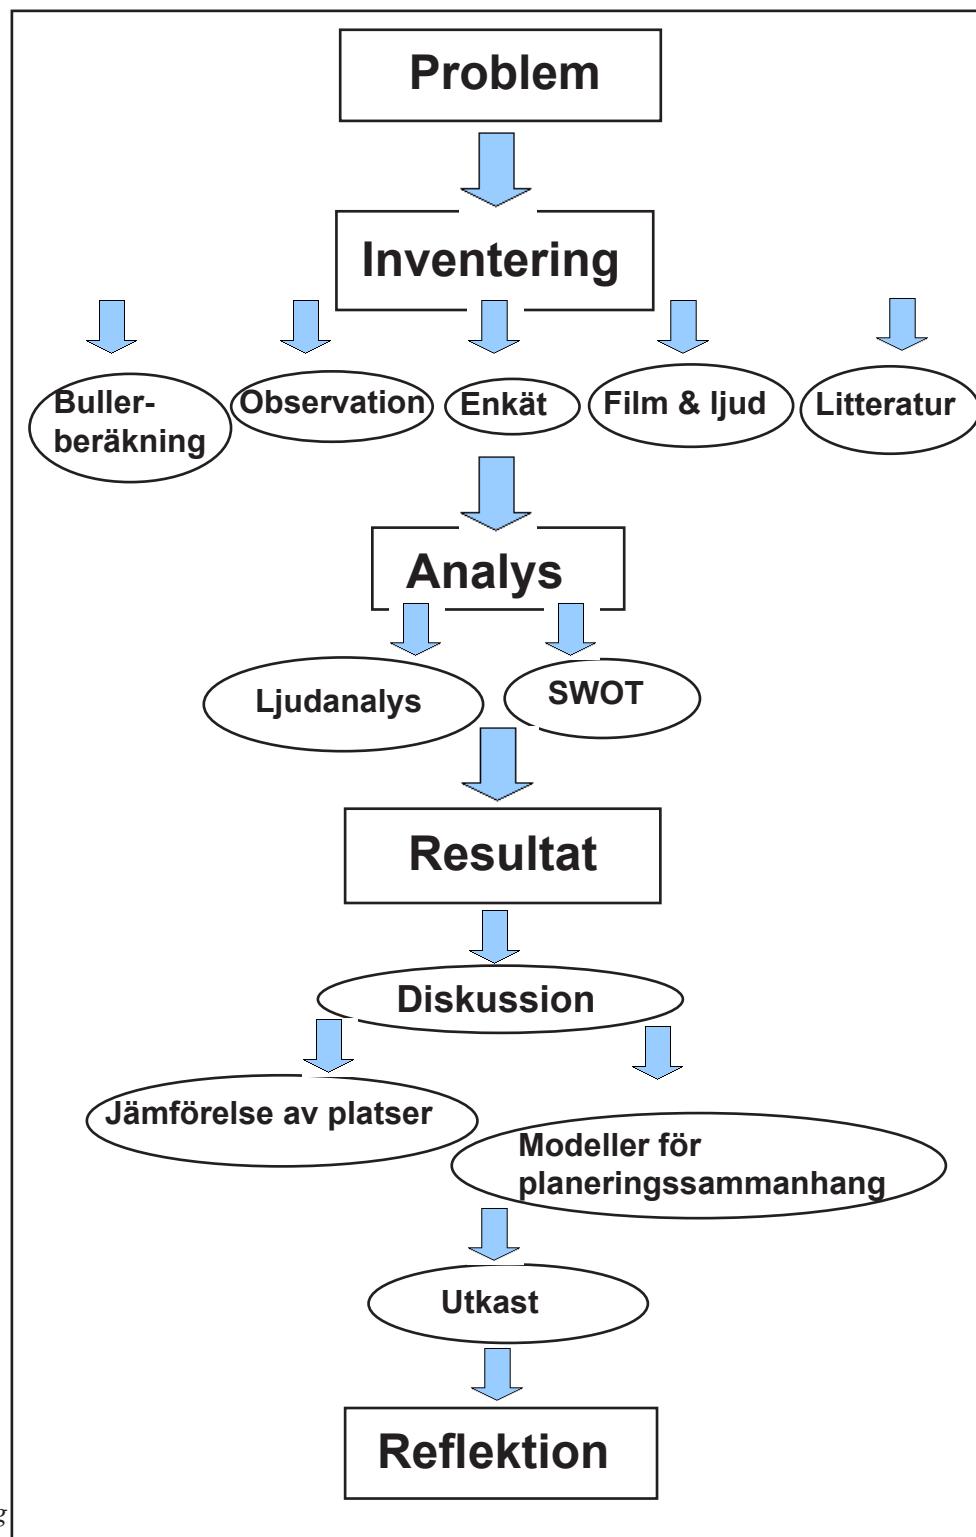 Problem
Inventering
Buller-
beräkning
Observation
Enkät
Film & ljud
Litteratur
Analys
Ljudanalys
SWOT
Resultat
Diskussion
Jämförelse av platser
Modeller för
planeringssammanhang
Utkast
Reflektion
g